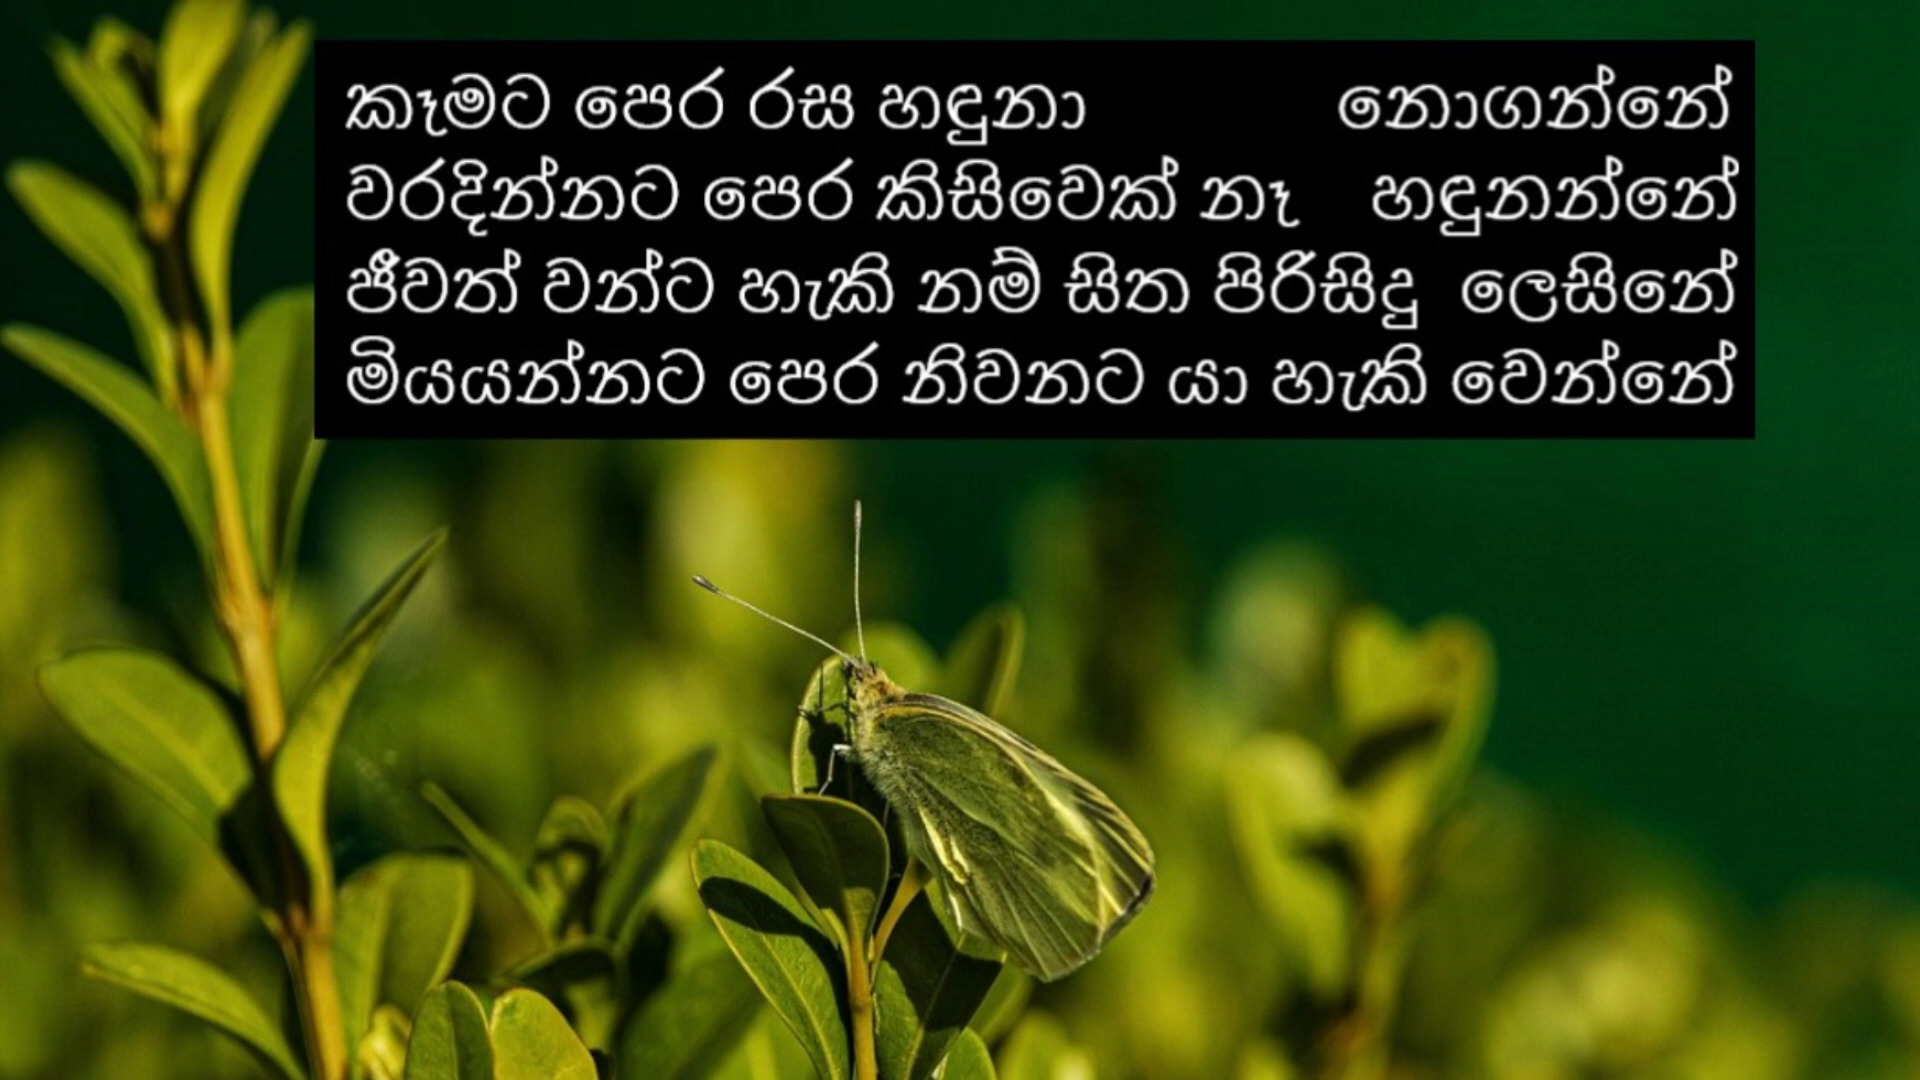 කෑමට පෙර රස හඳුනා නොගන්නේ
වරදින්නට පෙර කිසිවෙක් නෑ හඳුනන්නේ
ජීවත් වන්ට හැකි නම් සිත පිරිසිදු ලෙසිනේ
මියයන්නට පෙර නිවනට යා හැකි වෙන්නේ